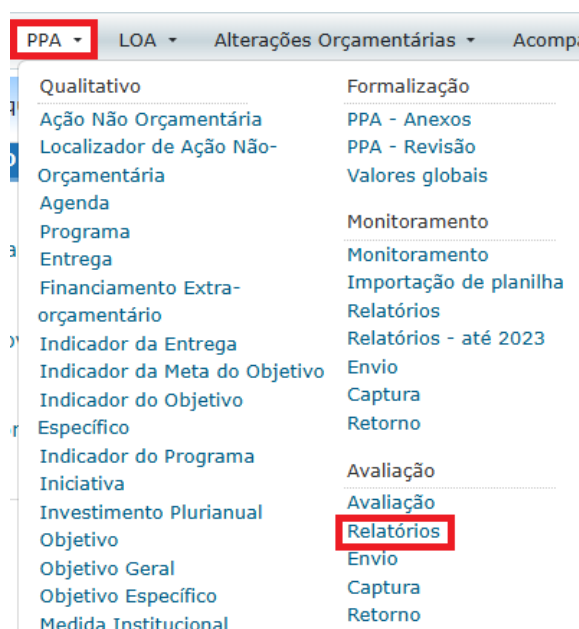 PPA LOA Alterações Orçamentárias
Qualitativo
Ação Não Orçamentária
Localizador de Ação Não-
Orçamentária
Agenda
Programa
Entrega
Financiamento Extra-
orçamentário
Indicador da Entrega
Indicador da Meta do Objetivo
Indicador do Objetivo
Específico
Indicador do Programa
Iniciativa
Investimento Plurianual
Objetivo
Objetivo Geral
Objetivo Específico
Medida Institucional
Formalização
PPA - Anexos
PPA - Revisão
Valores globais
Monitoramento
Monitoramento
Importação de planilha
Relatórios
Relatórios - até 2023
Envio
Captura
Retorno
Avaliação
Avaliação
Relatórios
Envio
Captura
Retorno